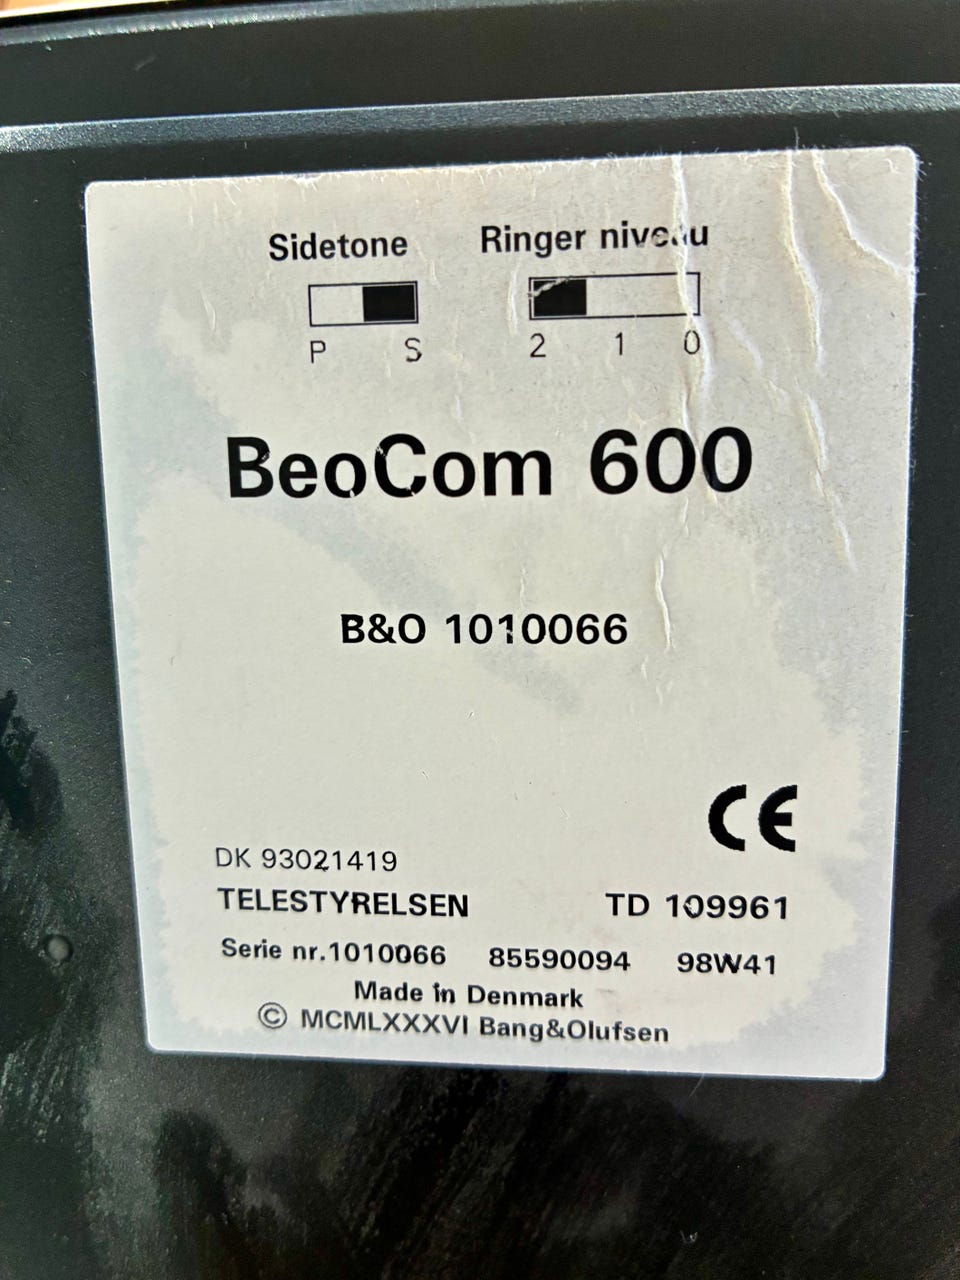 Sidetone Ringer niveau
P S 2 1 0
BeoCom 600
B&O 1010066
CE
DK 93021419
TELESTYRELSEN TD 109961
Serie nr.1010066 85590094 98W41
Made in Denmark
© MCMLXXXVI Bang&Olufsen